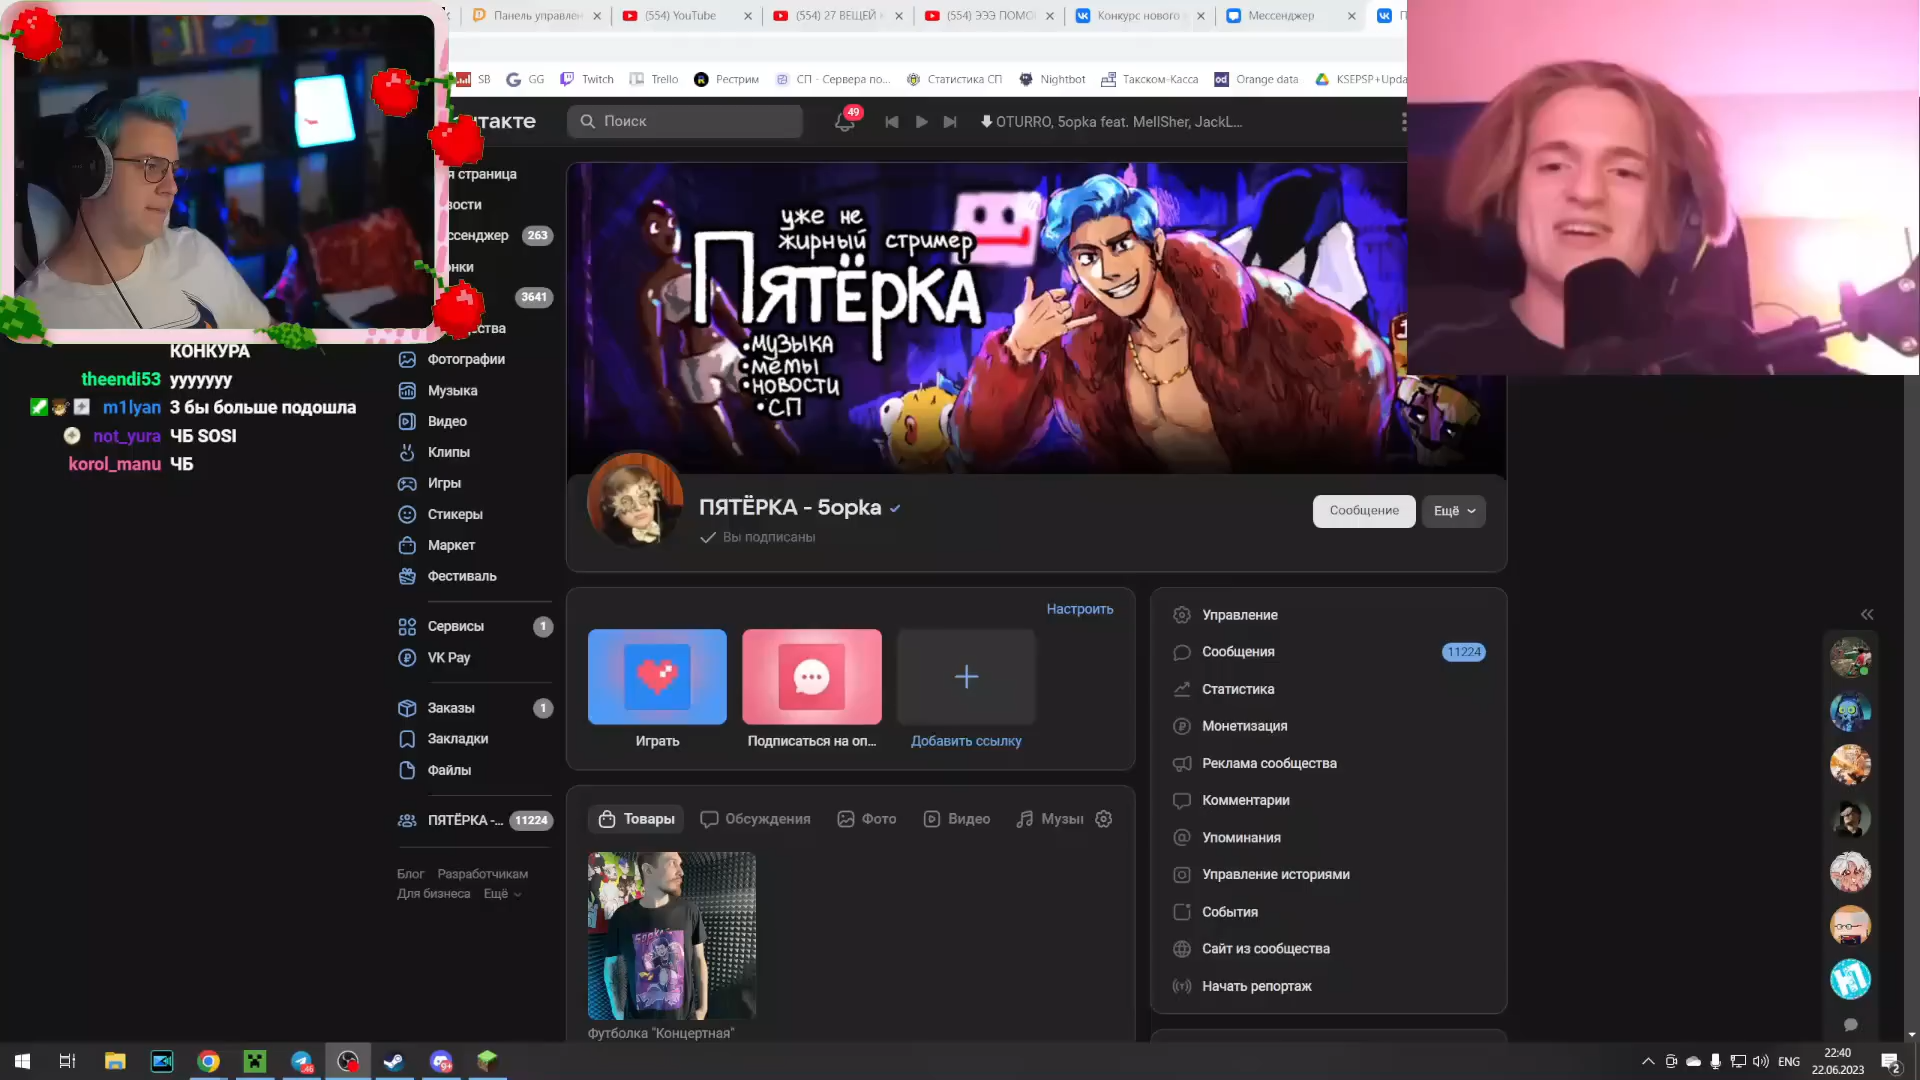 Панель управлен
(554) YouTube
(554) 27 ВЕЩЕЙ
(554) ЭЭЭ ПОМО
Конкурс нового
Мессенджер
SB
GG
Twitch
Trello
Рестрим
СП - Сервера по...
Статистика СП
Nightbot
Такском-Касса
Orange data
KSEPSP+Upda
нтакте
Поиск
49
OTURRO, 5opka feat. MellSher, JackL...
я страница
вости
ссенджер 263
онки
3641
ства
Фотографии
Музыка
Видео
Клипы
Игры
Стикеры
Маркет
Фестиваль
Сервисы 1
VK Pay
Заказы 1
Закладки
Файлы
ПЯТЁРКА -... 11224
Блог Разработчикам
Для бизнеса Ещё
КОНКУРА
theendi53 ууууууу
m1lyan 3 бы больше подошла
not_yura ЧБ SOSI
korol_manu ЧБ
уже не
жирный стример
ПЯТЁРКА
•музыка
•мемы
•новости
•СП
ПЯТЁРКА - 5opka
Вы подписаны
Сообщение
Ещё
Настроить
Играть
Подписаться на оп...
Добавить ссылку
Товары
Обсуждения
Фото
Видео
Музы
Футболка "Концертная"
Управление
Сообщения 11224
Статистика
Монетизация
Реклама сообщества
Комментарии
Упоминания
Управление историями
События
Сайт из сообщества
Начать репортаж
ENG
22:40
22.06.2023
2